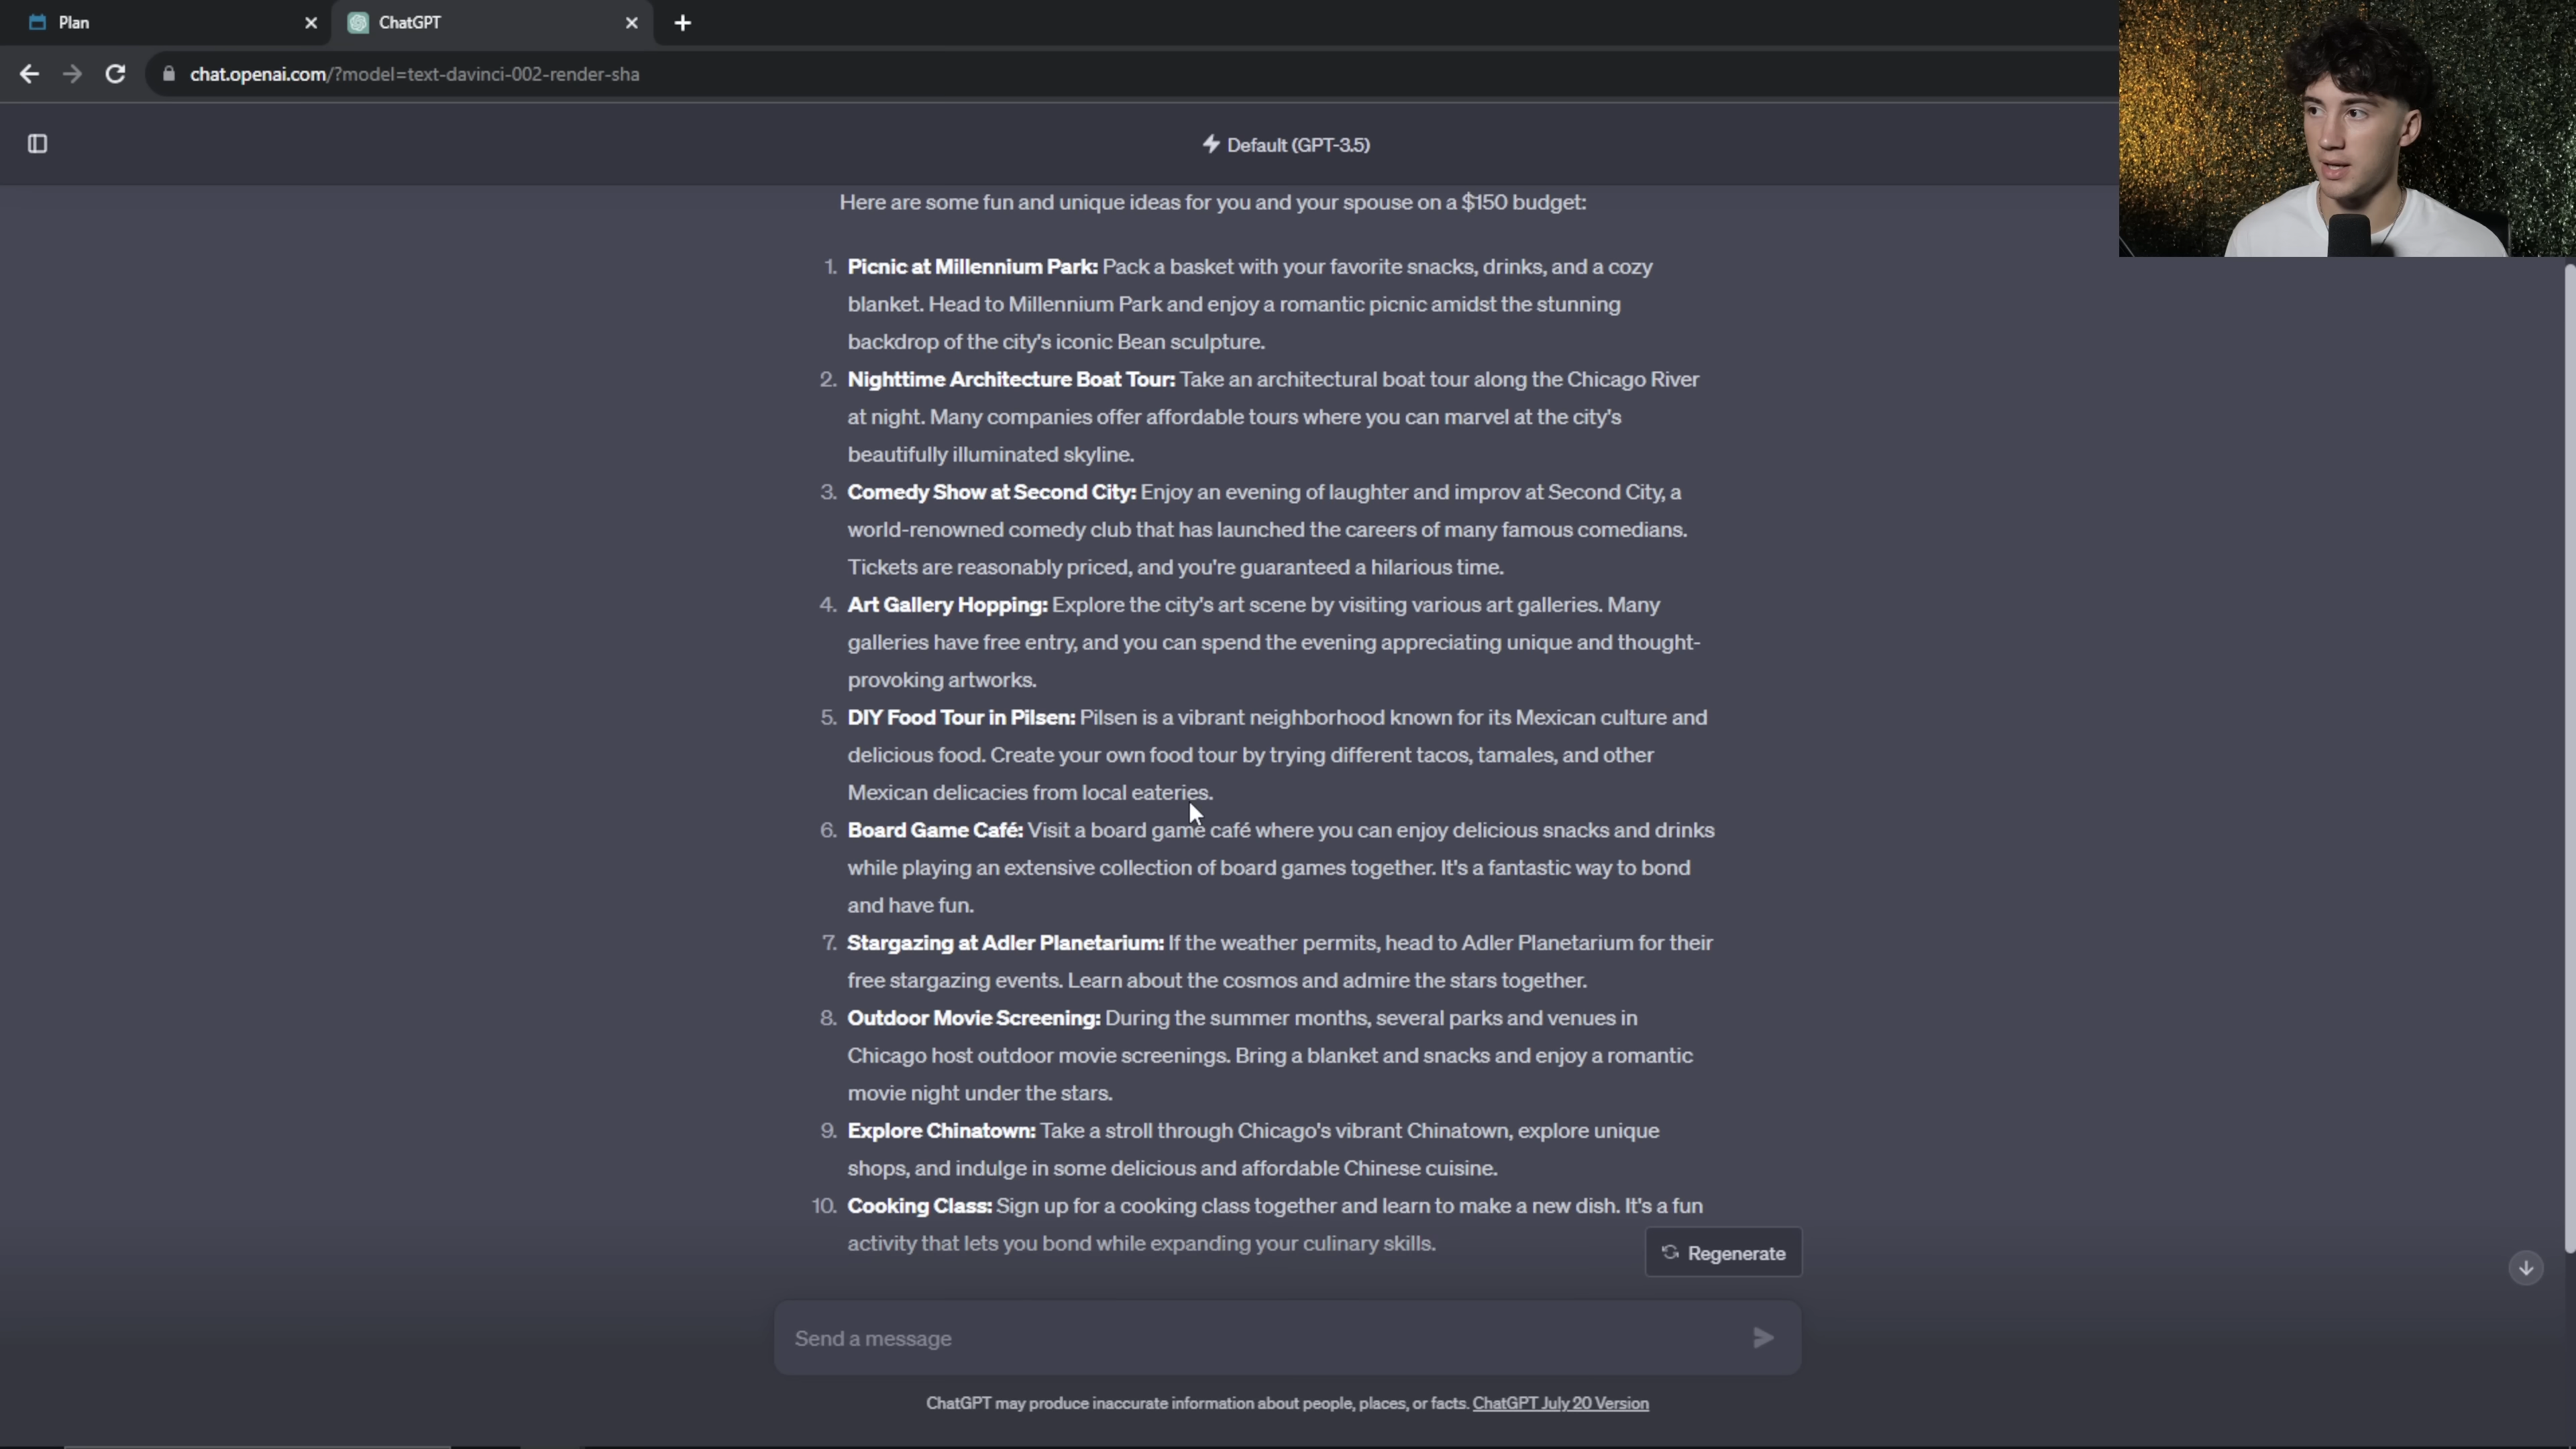 Plan
ChatGPT
chat.openai.com/?model=text-davinci-002-render-sha
Default (GPT-3.5)
Here are some fun and unique ideas for you and your spouse on a $150 budget:
1. Picnic at Millennium Park: Pack a basket with your favorite snacks, drinks, and a cozy
blanket. Head to Millennium Park and enjoy a romantic picnic amidst the stunning
backdrop of the city's iconic Bean sculpture.
2. Nighttime Architecture Boat Tour: Take an architectural boat tour along the Chicago River
at night. Many companies offer affordable tours where you can marvel at the city's
beautifully illuminated skyline.
3. Comedy Show at Second City: Enjoy an evening of laughter and improv at Second City, a
world-renowned comedy club that has launched the careers of many famous comedians.
Tickets are reasonably priced, and you're guaranteed a hilarious time.
4. Art Gallery Hopping: Explore the city's art scene by visiting various art galleries. Many
galleries have free entry, and you can spend the evening appreciating unique and thought-
provoking artworks.
5. DIY Food Tour in Pilsen: Pilsen is a vibrant neighborhood known for its Mexican culture and
delicious food. Create your own food tour by trying different tacos, tamales, and other
Mexican delicacies from local eateries.
6. Board Game Café: Visit a board game café where you can enjoy delicious snacks and drinks
while playing an extensive collection of board games together. It's a fantastic way to bond
and have fun.
7. Stargazing at Adler Planetarium: If the weather permits, head to Adler Planetarium for their
free stargazing events. Learn about the cosmos and admire the stars together.
8. Outdoor Movie Screening: During the summer months, several parks and venues in
Chicago host outdoor movie screenings. Bring a blanket and snacks and enjoy a romantic
movie night under the stars.
9. Explore Chinatown: Take a stroll through Chicago's vibrant Chinatown, explore unique
shops, and indulge in some delicious and affordable Chinese cuisine.
10. Cooking Class: Sign up for a cooking class together and learn to make a new dish. It's a fun
activity that lets you bond while expanding your culinary skills.
Regenerate
Send a message
ChatGPT may produce inaccurate information about people, places, or facts. ChatGPT July 20 Version